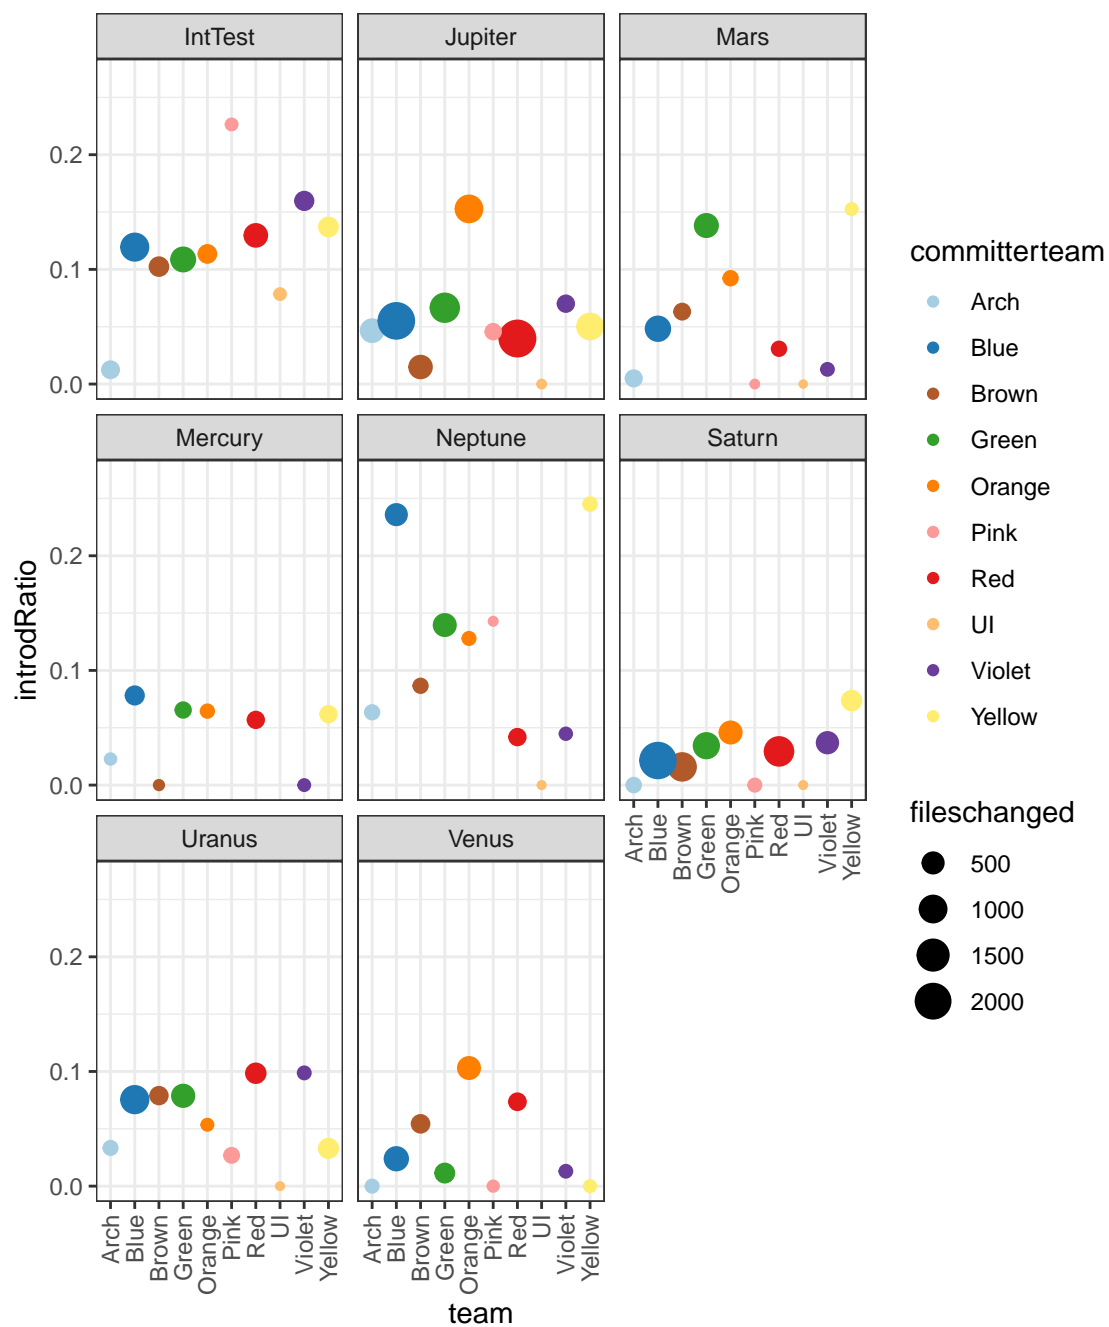 IntTest
Jupiter
Mars
0.2
0.1
0.0
Mercury
Neptune
Saturn
0.2
0.1
0.0
Arch
Blue
Brown
Green
Orange
Pink
Red
UI
Violet
Yellow
Uranus
Venus
0.2
0.1
0.0
Arch
Blue
Brown
Green
Orange
Pink
Red
UI
Violet
Yellow
Arch
Blue
Brown
Green
Orange
Pink
Red
UI
Violet
Yellow
team
introdRatio
committerteam
Arch
Blue
Brown
Green
Orange
Pink
Red
UI
Violet
Yellow
fileschanged
500
1000
1500
2000